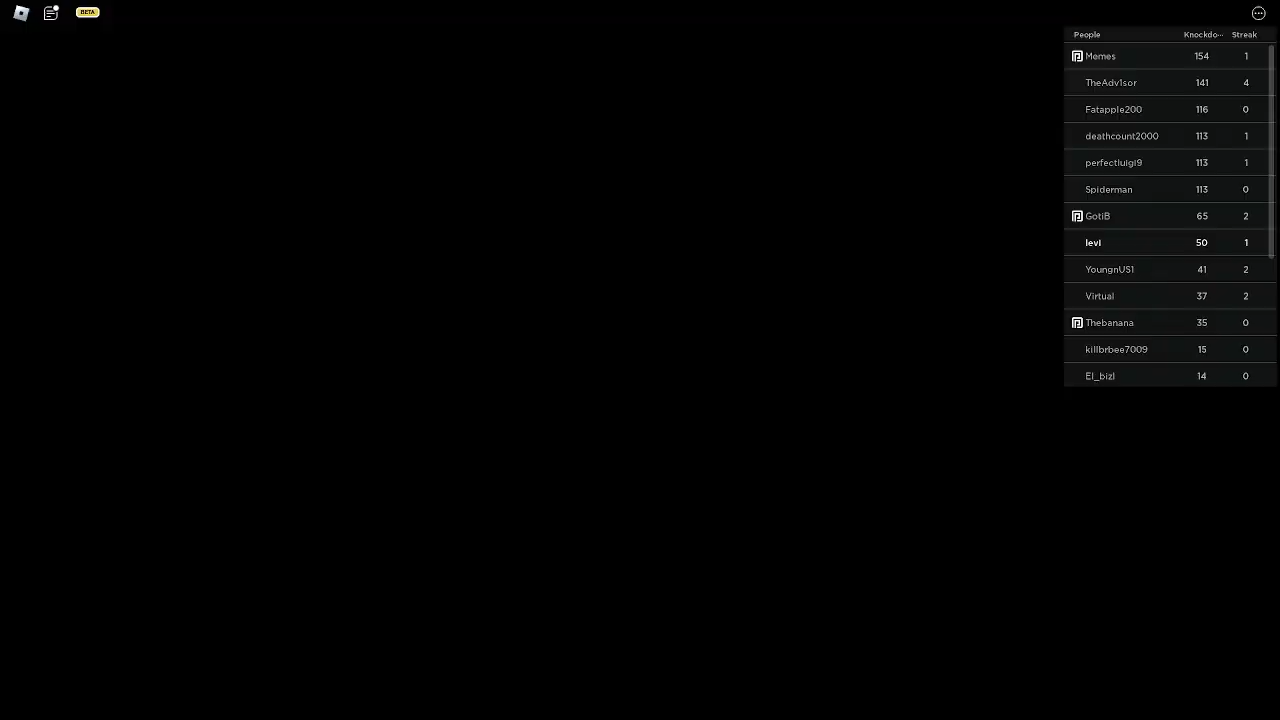 BETA
People Knockdo··· Streak
Memes 154 1
TheAdv1sor 141 4
Fatapple200 116 0
deathcount2000 113 1
perfectluigi9 113 1
Spiderman 113 0
GotiB 65 2
levi 50 1
YoungnUS1 41 2
Virtual 37 2
Thebanana 35 0
killbrbee7009 15 0
El_bizl 14 0